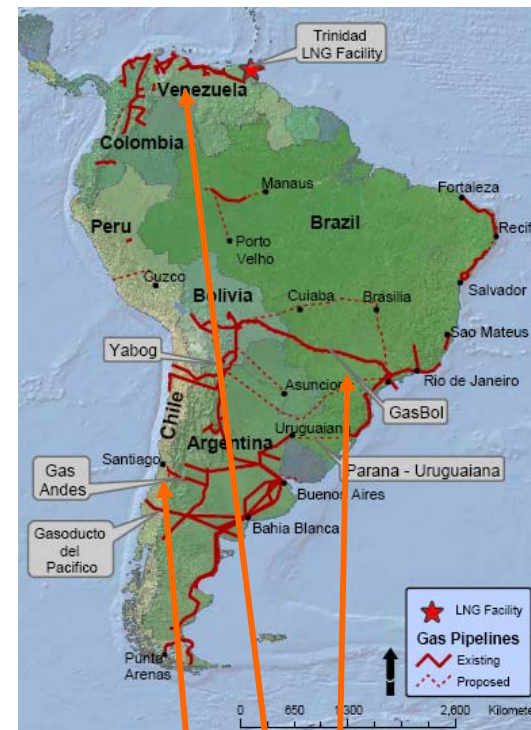 Trinidad
LNG Facility
Venezuela
Colombia
Manaus
Fortaleza
Peru
Brazil
Recif
Porto
Velho
Cuzco
Salvador
Bolivia
Cuiaba
Brasilia
Sao Mateus
Yabog
Asuncion
Rio de Janeiro
GasBol
Chile
Uruguaian
Argentina
Santiago
Parana - Uruguaiana
Gas
Andes
Buenos Aires
Gasoducto
del
Pacifico
Bahia Blanca
LNG Facility
Gas Pipelines
Existing
Proposed
Punta
Arenas
0 650 1,300 2,600 Kilomete